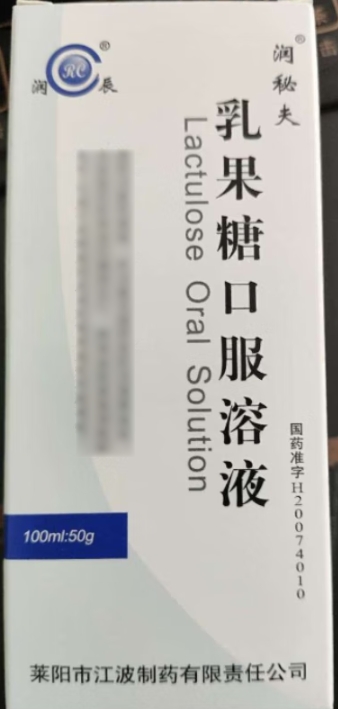 润 RC® 辰
润秘夫®
乳果糖口服溶液
Lactulose Oral Solution
国药准字H20074010
100ml:50g
莱阳市江波制药有限责任公司